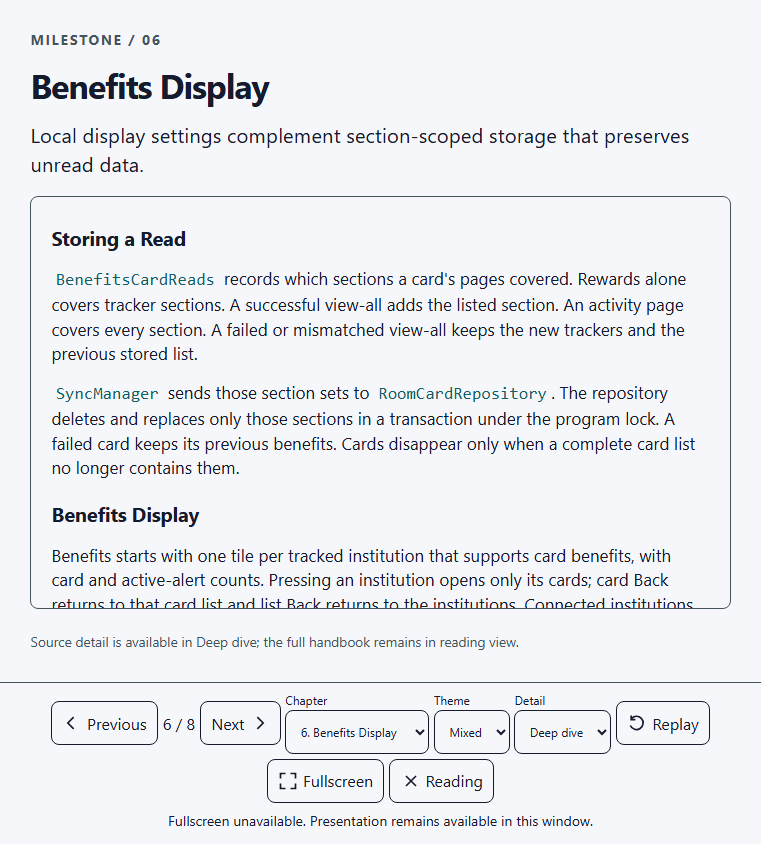 MILESTONE / 06
Benefits Display
Local display settings complement section-scoped storage that preserves
unread data.
Storing a Read
BenefitsCardReads records which sections a card's pages covered. Rewards alone
covers tracker sections. A successful view-all adds the listed section. An activity page
covers every section. A failed or mismatched view-all keeps the new trackers and the
previous stored list.
SyncManager sends those section sets to RoomCardRepository. The repository
deletes and replaces only those sections in a transaction under the program lock. A
failed card keeps its previous benefits. Cards disappear only when a complete card list
no longer contains them.
Benefits Display
Benefits starts with one tile per tracked institution that supports card benefits, with
card and active-alert counts. Pressing an institution opens only its cards; card Back
returns to that card list and list Back returns to the institutions. Connected institutions
Source detail is available in Deep dive; the full handbook remains in reading view.
Previous 6 / 8 Next Chapter 6. Benefits Display Theme Mixed Detail Deep dive Replay
Fullscreen Reading
Fullscreen unavailable. Presentation remains available in this window.